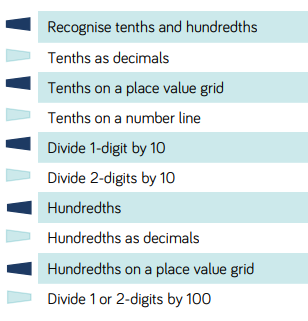 Recognise tenths and hundredths
Tenths as decimals
Tenths on a place value grid
Tenths on a number line
Divide 1-digit by 10
Divide 2-digits by 10
Hundredths
Hundredths as decimals
Hundredths on a place value grid
Divide 1 or 2-digits by 100